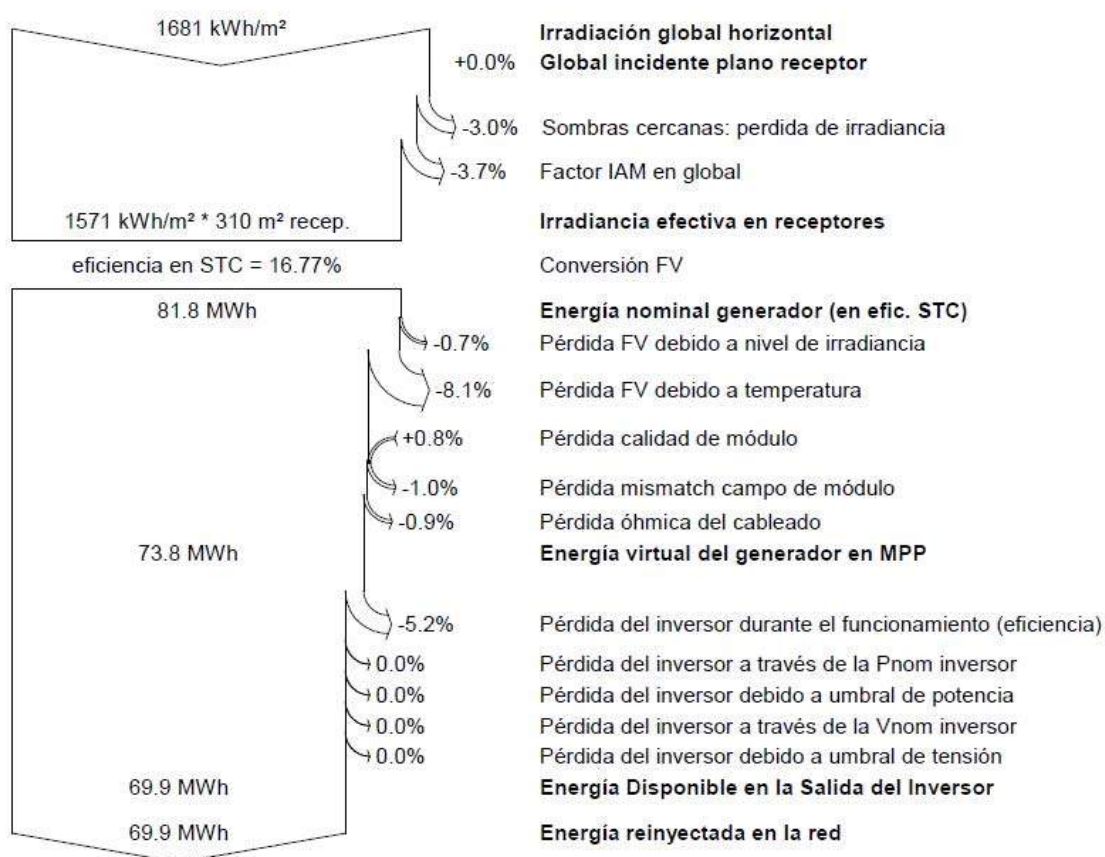 1681 kWh/m² Irradiación global horizontal
+0.0% Global incidente plano receptor
-3.0% Sombras cercanas: perdida de irradiancia
-3.7% Factor IAM en global
1571 kWh/m² * 310 m² recep. Irradiancia efectiva en receptores
eficiencia en STC = 16.77% Conversión FV
81.8 MWh Energía nominal generador (en efic. STC)
-0.7% Pérdida FV debido a nivel de irradiancia
-8.1% Pérdida FV debido a temperatura
+0.8% Pérdida calidad de módulo
-1.0% Pérdida mismatch campo de módulo
-0.9% Pérdida óhmica del cableado
73.8 MWh Energía virtual del generador en MPP
-5.2% Pérdida del inversor durante el funcionamiento (eficiencia)
0.0% Pérdida del inversor a través de la Pnom inversor
0.0% Pérdida del inversor debido a umbral de potencia
0.0% Pérdida del inversor a través de la Vnom inversor
0.0% Pérdida del inversor debido a umbral de tensión
69.9 MWh Energía Disponible en la Salida del Inversor
69.9 MWh Energía reinyectada en la red